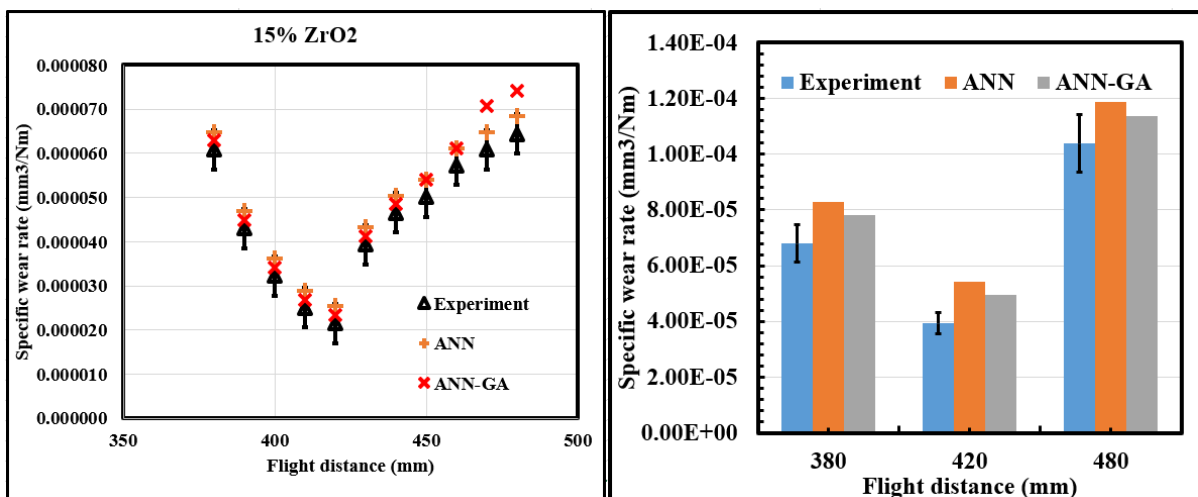 15% ZrO2
Specific wear rate (mm3/Nm)
0.000080
0.000070
0.000060
0.000050
0.000040
0.000030
0.000020
0.000010
0.000000
Experiment
ANN
ANN-GA
350
400
450
500
Flight distance (mm)
Specific wear rate (mm3/Nm)
1.40E-04
1.20E-04
1.00E-04
8.00E-05
6.00E-05
4.00E-05
2.00E-05
0.00E+00
Experiment
ANN
ANN-GA
380
420
480
Flight distance (mm)